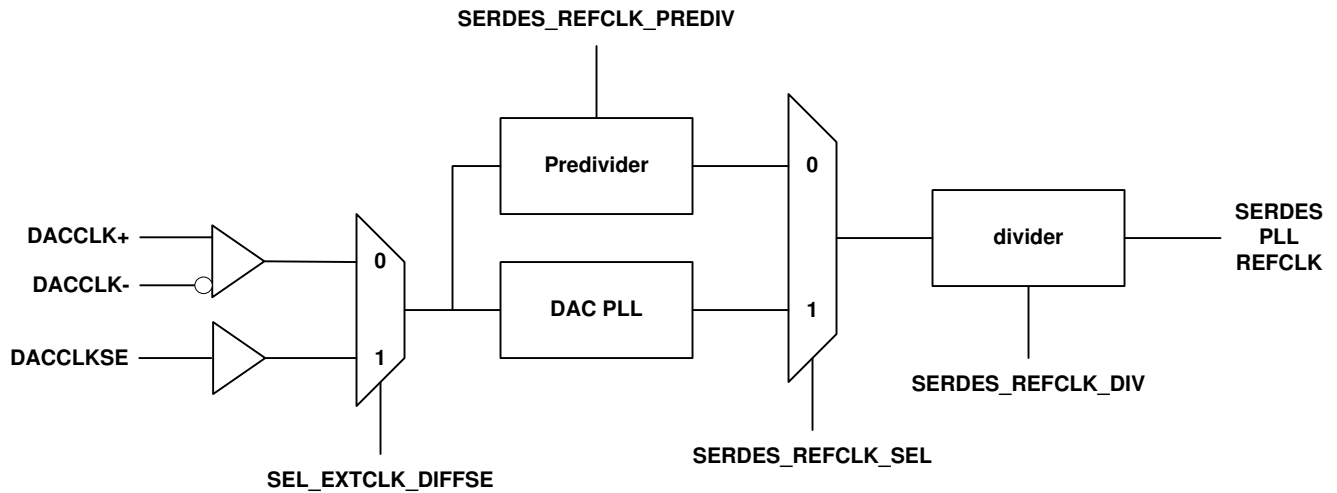 SERDES_REFCLK_PREDIV
Predivider
0
DACCLK+
DACCLK-
0
divider
SERDES
PLL
REFCLK
DAC PLL
1
DACCLKSE
1
SERDES_REFCLK_DIV
SERDES_REFCLK_SEL
SEL_EXTCLK_DIFFSE